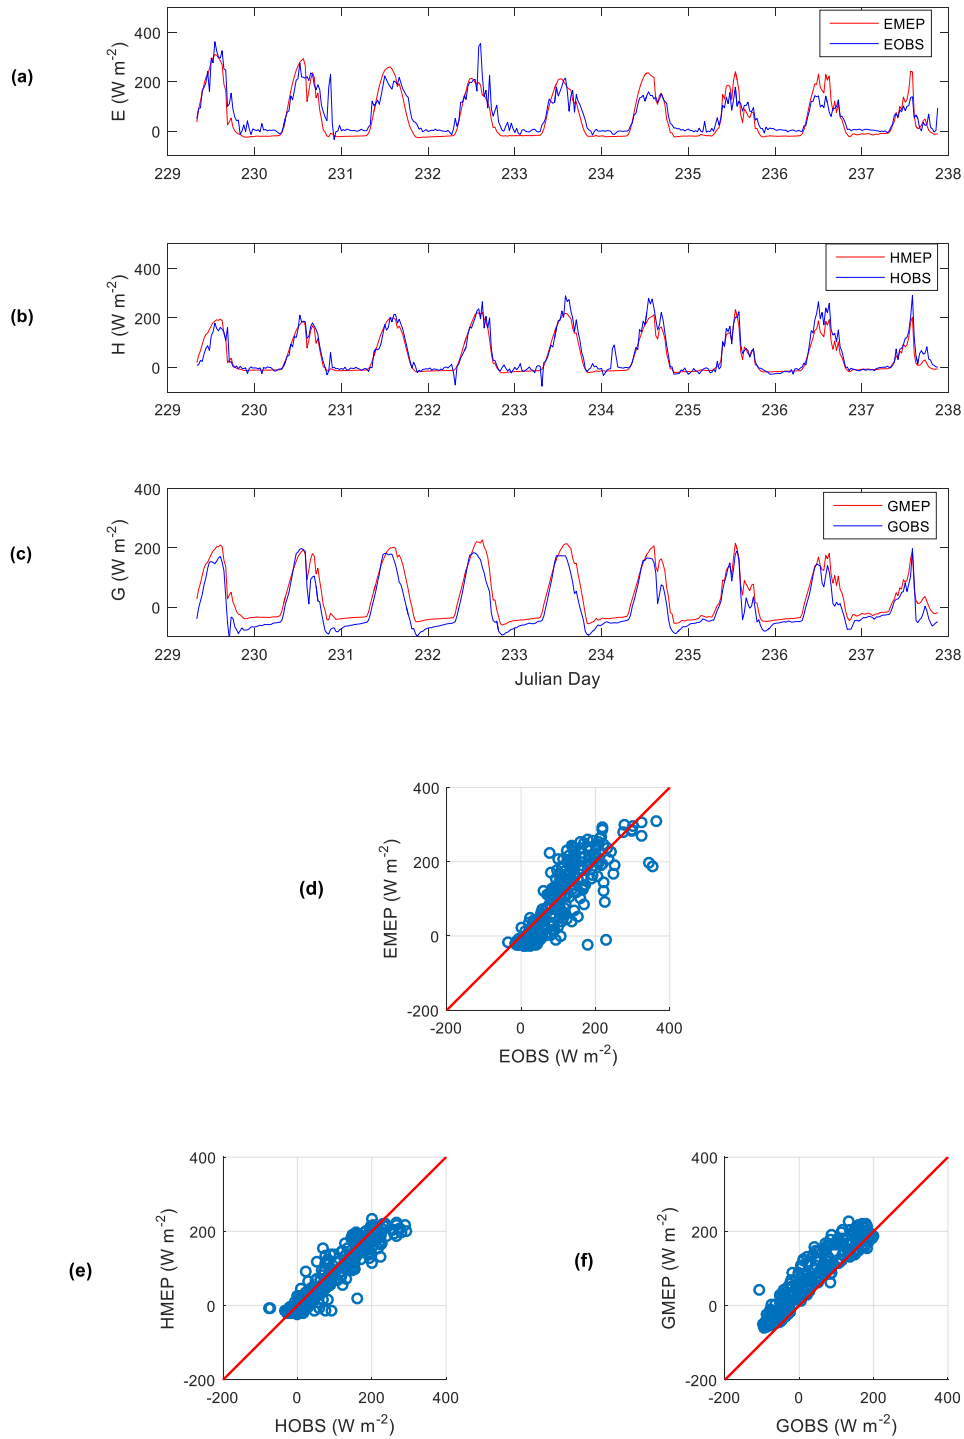 (a)
E (W m-2)
400
200
0
EMEP
EOBS
229 230 231 232 233 234 235 236 237 238
(b)
H (W m-2)
400
200
0
HMEP
HOBS
229 230 231 232 233 234 235 236 237 238
(c)
G (W m-2)
400
200
0
GMEP
GOBS
229 230 231 232 233 234 235 236 237 238
Julian Day
(d)
EMEP (W m-2)
400
200
0
-200
-200 0 200 400
EOBS (W m-2)
(e)
HMEP (W m-2)
400
200
0
-200
-200 0 200 400
HOBS (W m-2)
(f)
GMEP (W m-2)
400
200
0
-200
-200 0 200 400
GOBS (W m-2)